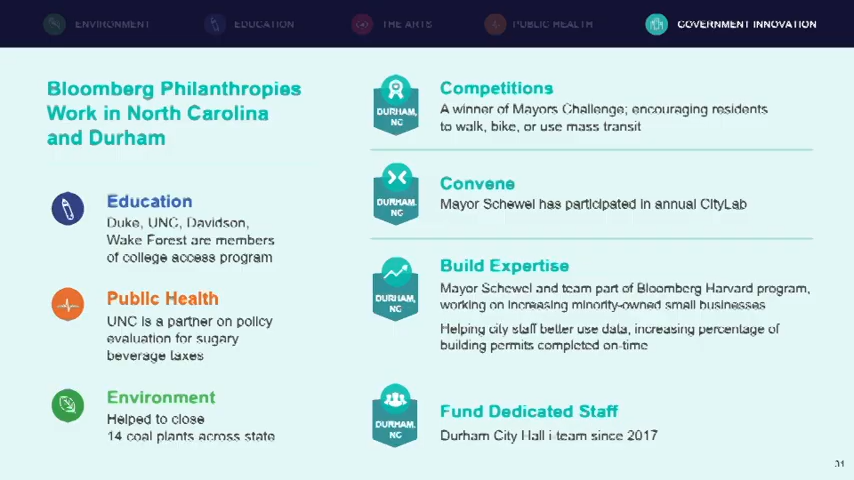 ENVIRONMENT
EDUCATION
THE ARTS
PUBLIC HEALTH
GOVERNMENT INNOVATION
Bloomberg Philanthropies
Work in North Carolina
and Durham
Education
Duke, UNC, Davidson,
Wake Forest are members
of college access program
Public Health
UNC is a partner on policy
evaluation for sugary
beverage taxes
Environment
Helped to close
14 coal plants across state
DURHAM,
NC
Competitions
A winner of Mayors Challenge; encouraging residents
to walk, bike, or use mass transit
DURHAM,
NC
Convene
Mayor Schewel has participated in annual CityLab
DURHAM,
NC
Build Expertise
Mayor Schewel and team part of Bloomberg Harvard program,
working on increasing minority-owned small businesses
Helping city staff better use data, increasing percentage of
building permits completed on-time
DURHAM,
NC
Fund Dedicated Staff
Durham City Hall i-team since 2017
31